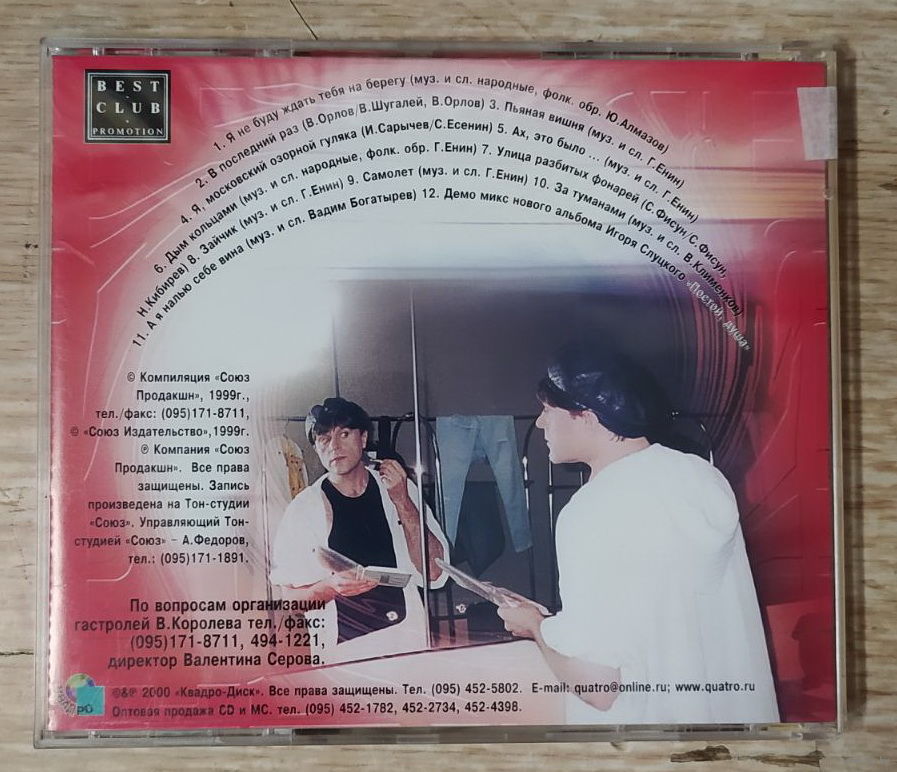 BEST
CLUB
PROMOTION
1. Я не буду ждать тебя на берегу (муз. и сл. народные, фолк. обр. Ю.Алмазов)
2. В последний раз (В.Орлов/В.Шугалей, В.Орлов) 3. Пьяная вишня (муз. и сл. Г.Енин)
4. Я, московский озорной гуляка (И.Сарычев/С.Есенин) 5. Ах, это было ... (муз. и сл. Г.Енин)
6. Дым кольцами (муз. и сл. народные, фолк. обр. Г.Енин) 7. Улица разбитых фонарей (С.Фисун/С.Фисун,
Н.Кибирев) 8. Зайчик (муз. и сл. Г.Енин) 9. Самолет (муз. и сл. Г.Енин) 10. За туманами (муз. и сл. В.Клименков)
11. А я налью себе вина (муз. и сл. Вадим Богатырев) 12. Демо микс нового альбома Игоря Слуцкого «Постой, душа»
© Компиляция «Союз
Продакшн», 1999г.,
тел./факс: (095)171-8711,
© «Союз Издательство»,1999г.
℗ Компания «Союз
Продакшн». Все права
защищены. Запись
произведена на Тон-студии
«Союз». Управляющий Тон-
студией «Союз» – А.Федоров,
тел.: (095)171-1891.
По вопросам организации
гастролей В.Королева тел./факс:
(095)171-8711, 494-1221,
директор Валентина Серова.
©&℗ 2000 «Квадро-Диск». Все права защищены. Тел. (095) 452-5802. E-mail: quatro@online.ru; www.quatro.ru
Оптовая продажа CD и МС. тел. (095) 452-1782, 452-2734, 452-4398.